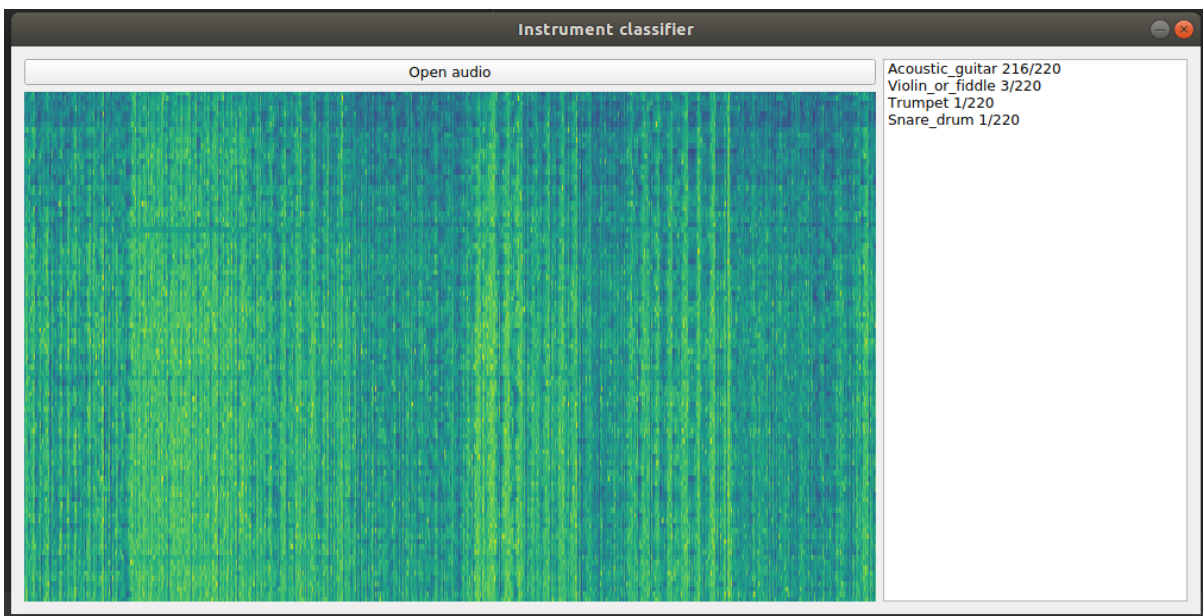 Instrument classifier
Open audio
Acoustic_guitar 216/220
Violin_or_fiddle 3/220
Trumpet 1/220
Snare_drum 1/220